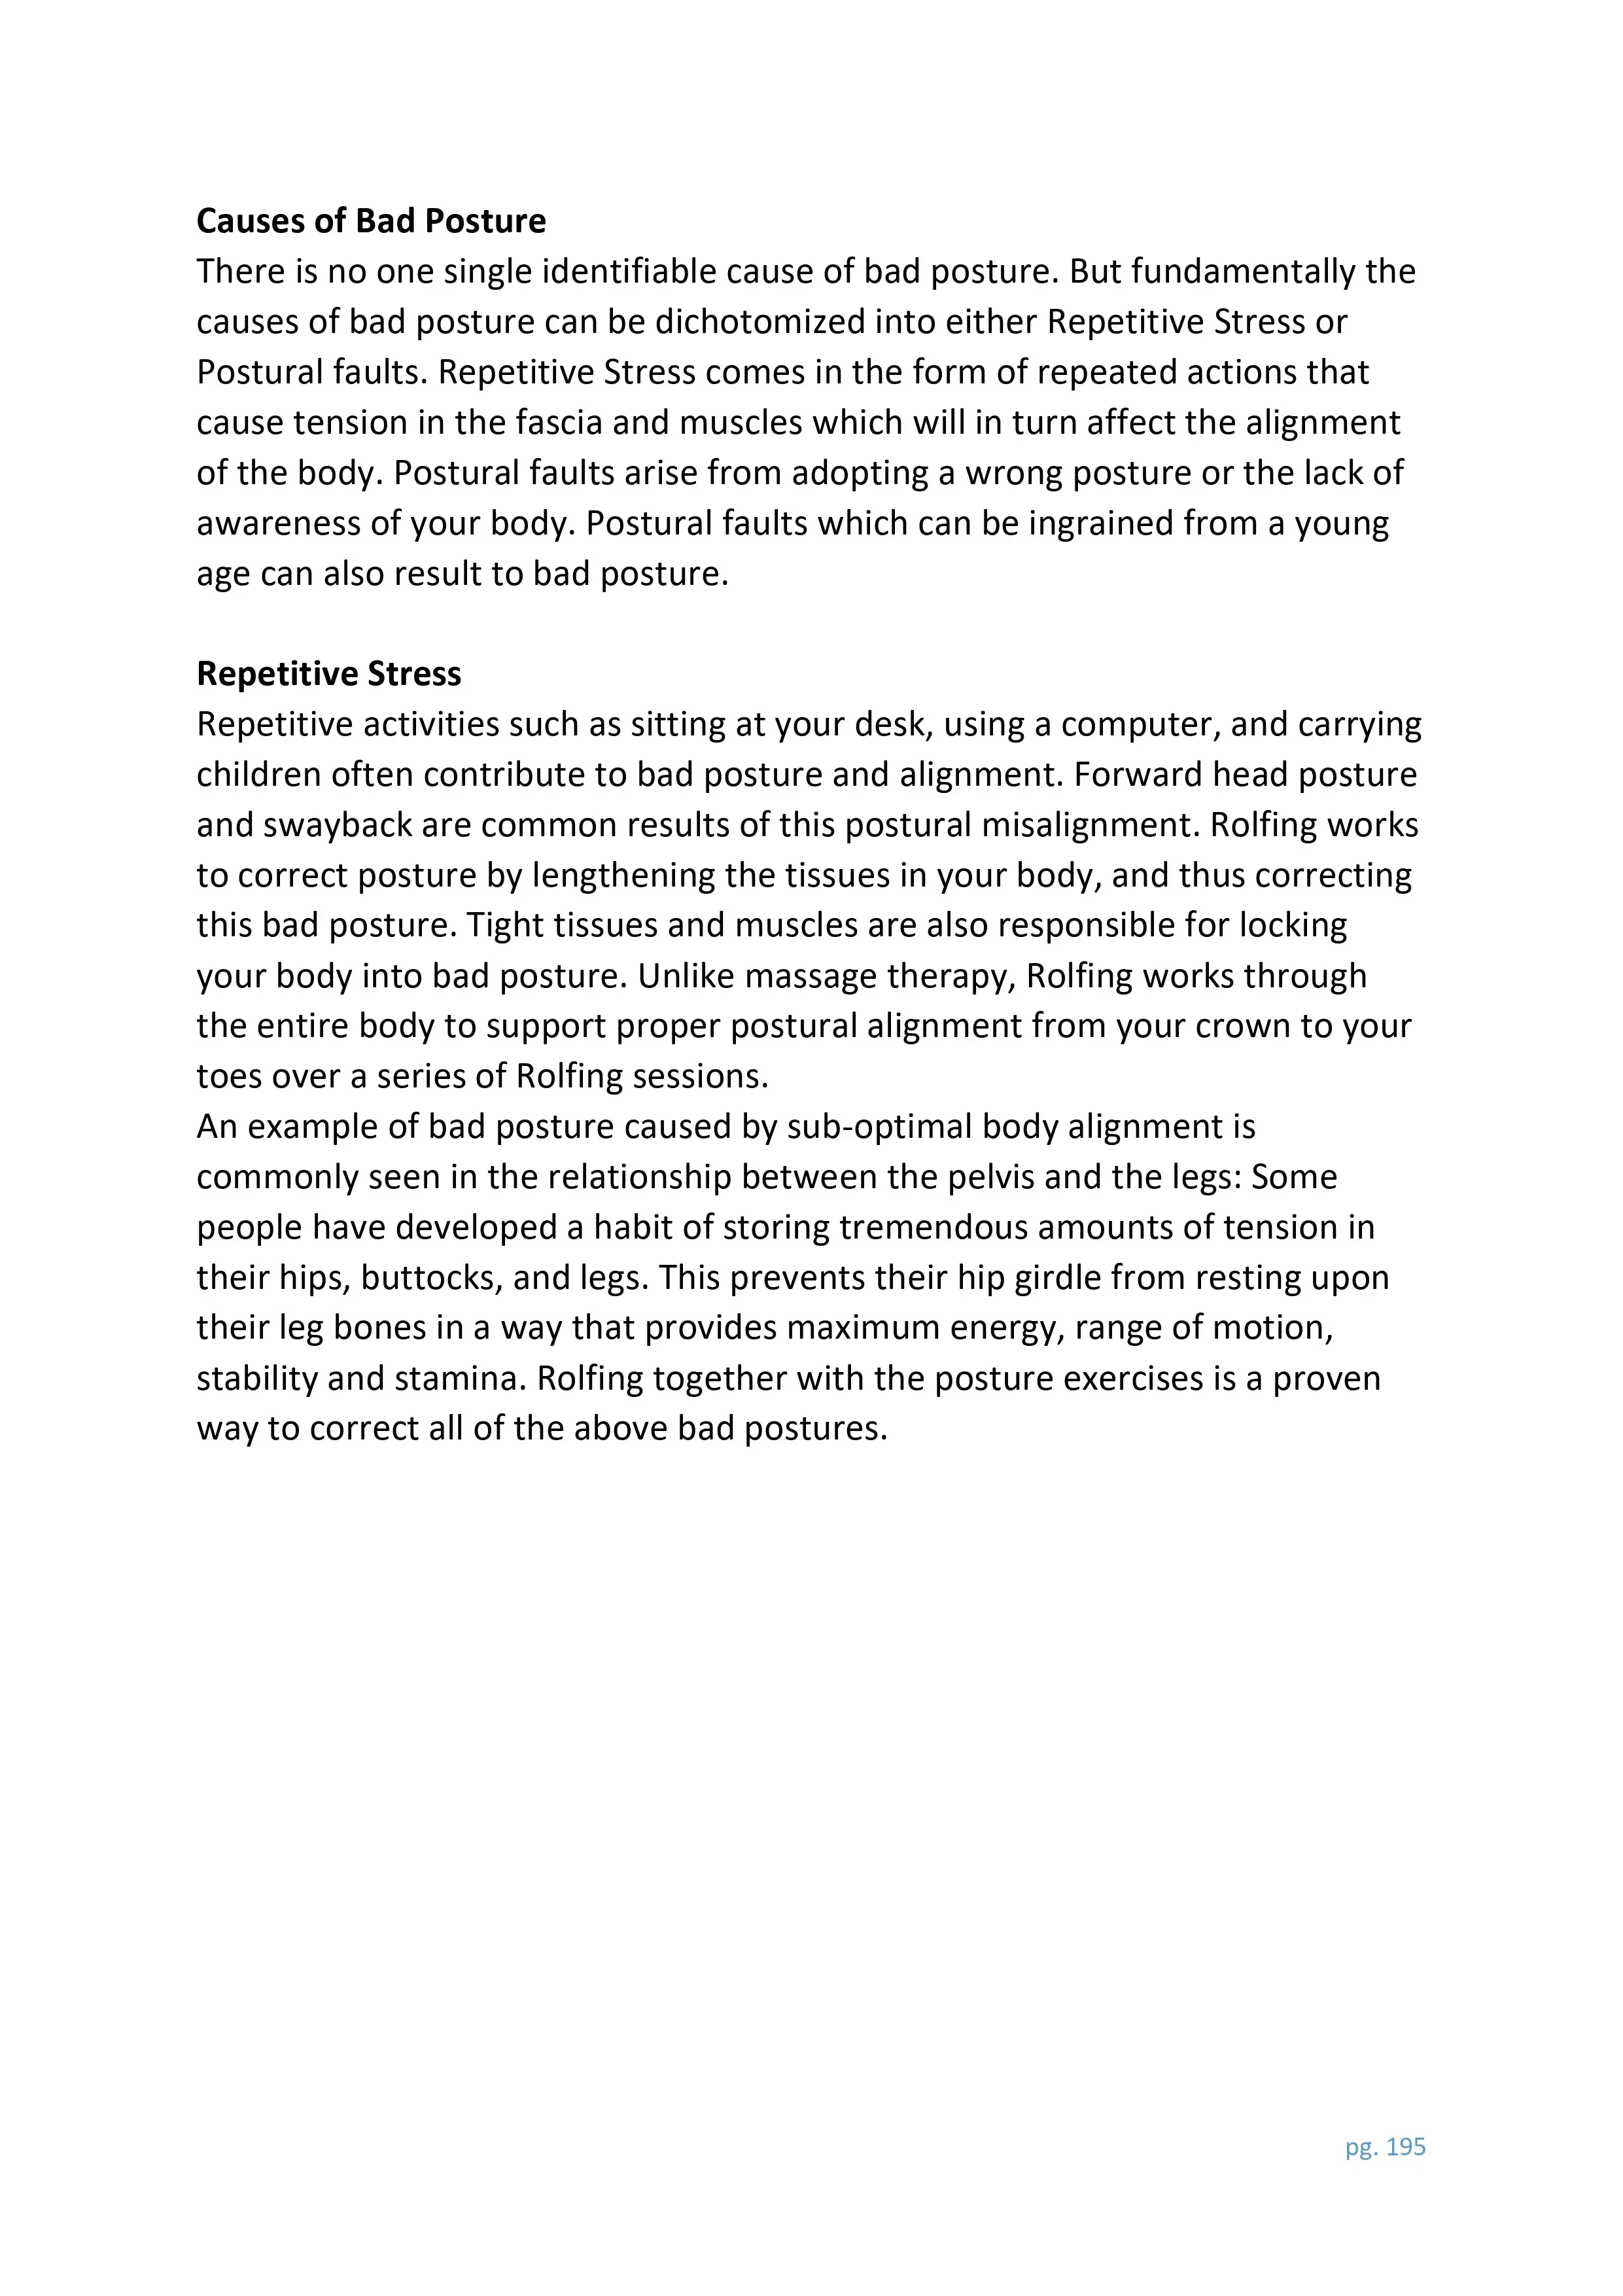 Causes of Bad Posture
There is no one single identifiable cause of bad posture. But fundamentally the
causes of bad posture can be dichotomized into either Repetitive Stress or
Postural faults. Repetitive Stress comes in the form of repeated actions that
cause tension in the fascia and muscles which will in turn affect the alignment
of the body. Postural faults arise from adopting a wrong posture or the lack of
awareness of your body. Postural faults which can be ingrained from a young
age can also result to bad posture.
Repetitive Stress
Repetitive activities such as sitting at your desk, using a computer, and carrying
children often contribute to bad posture and alignment. Forward head posture
and swayback are common results of this postural misalignment. Rolfing works
to correct posture by lengthening the tissues in your body, and thus correcting
this bad posture. Tight tissues and muscles are also responsible for locking
your body into bad posture. Unlike massage therapy, Rolfing works through
the entire body to support proper postural alignment from your crown to your
toes over a series of Rolfing sessions.
An example of bad posture caused by sub-optimal body alignment is
commonly seen in the relationship between the pelvis and the legs: Some
people have developed a habit of storing tremendous amounts of tension in
their hips, buttocks, and legs. This prevents their hip girdle from resting upon
their leg bones in a way that provides maximum energy, range of motion,
stability and stamina. Rolfing together with the posture exercises is a proven
way to correct all of the above bad postures.
pg. 195